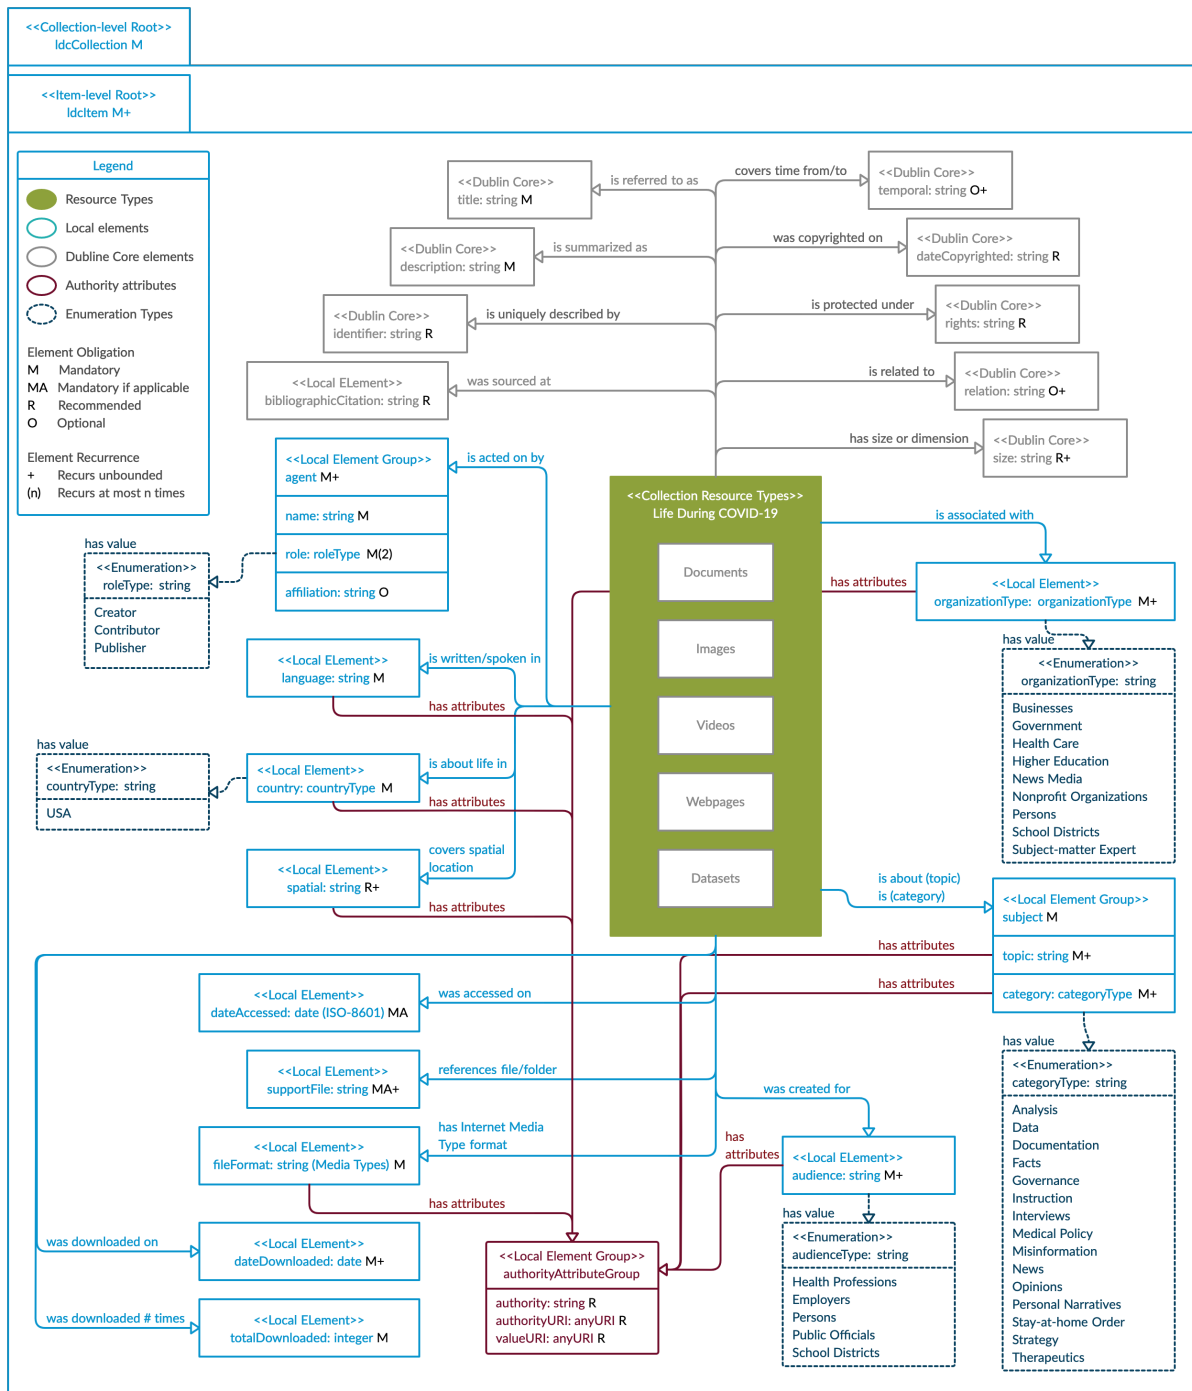 <<Collection-level Root>>
ldcCollection M
<<Item-level Root>>
ldcItem M+
Legend
Resource Types
Local elements
Dubline Core elements
Authority attributes
Enumeration Types
Element Obligation
M Mandatory
MA Mandatory if applicable
R Recommended
O Optional
Element Recurrence
+ Recurs unbounded
(n) Recurs at most n times
<<Dublin Core>>
title: string M
is referred to as
covers time from/to
<<Dublin Core>>
temporal: string O+
<<Dublin Core>>
description: string M
is summarized as
was copyrighted on
<<Dublin Core>>
dateCopyrighted: string R
<<Dublin Core>>
identifier: string R
is uniquely described by
is protected under
<<Dublin Core>>
rights: string R
<<Local ELement>>
bibliographicCitation: string R
was sourced at
is related to
<<Dublin Core>>
relation: string O+
has size or dimension
<<Dublin Core>>
size: string R+
<<Local Element Group>>
agent M+
name: string M
role: roleType M(2)
affiliation: string O
is acted on by
has value
<<Enumeration>>
roleType: string
Creator
Contributor
Publisher
<<Collection Resource Types>>
Life During COVID-19
Documents
Images
Videos
Webpages
Datasets
is associated with
has attributes
<<Local Element>>
organizationType: organizationType M+
has value
<<Enumeration>>
organizationType: string
Businesses
Government
Health Care
Higher Education
News Media
Nonprofit Organizations
Persons
School Districts
Subject-matter Expert
<<Local ELement>>
language: string M
is written/spoken in
has attributes
has value
<<Enumeration>>
countryType: string
USA
<<Local Element>>
country: countryType M
is about life in
has attributes
<<Local ELement>>
spatial: string R+
covers spatial
location
has attributes
is about (topic)
is (category)
<<Local Element Group>>
subject M
topic: string M+
category: categoryType M+
has attributes
has attributes
has value
<<Enumeration>>
categoryType: string
Analysis
Data
Documentation
Facts
Governance
Instruction
Interviews
Medical Policy
Misinformation
News
Opinions
Personal Narratives
Stay-at-home Order
Strategy
Therapeutics
<<Local ELement>>
dateAccessed: date (ISO-8601) MA
was accessed on
<<Local ELement>>
supportFile: string MA+
references file/folder
<<Local ELement>>
fileFormat: string (Media Types) M
has Internet Media
Type format
has attributes
was downloaded on
<<Local ELement>>
dateDownloaded: date M+
was downloaded # times
<<Local ELement>>
totalDownloaded: integer M
<<Local Element Group>>
authorityAttributeGroup
authority: string R
authorityURI: anyURI R
valueURI: anyURI R
was created for
has
attributes
<<Local ELement>>
audience: string M+
has value
<<Enumeration>>
audienceType: string
Health Professions
Employers
Persons
Public Officials
School Districts